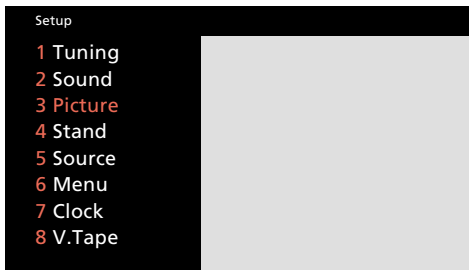 Setup
1 Tuning
2 Sound
3 Picture
4 Stand
5 Source
6 Menu
7 Clock
8 V.Tape